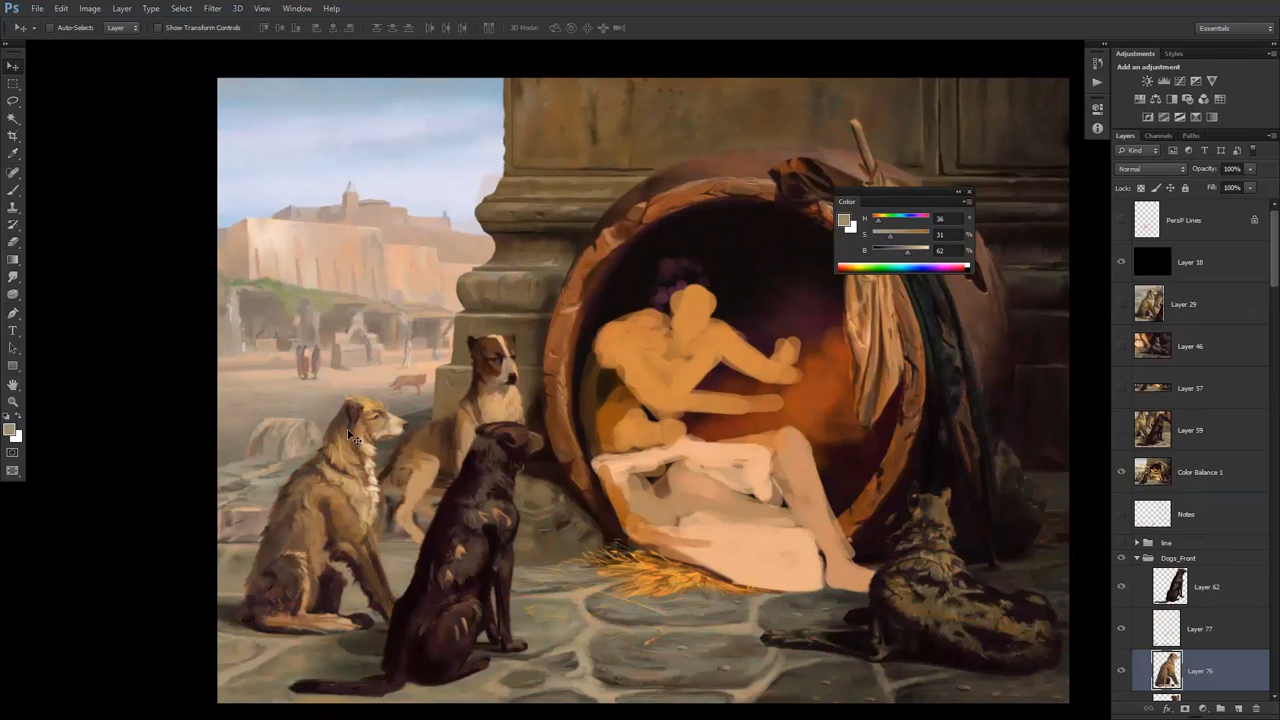 Ps File Edit Image Layer Type Select Filter 3D View Window Help
Auto-Select: Layer Show Transform Controls 3D Mode: Essentials
Adjustments Styles
Add an adjustment
Layers Channels Paths
Kind
Normal Opacity: 100%
Lock: Fill: 100%
Color
H 36 °
S 31 %
B 62 %
PersP Lines
Layer 18
Layer 29
Layer 46
Layer 57
Layer 59
Color Balance 1
Notes
line
Dogs_Front
Layer 62
Layer 77
Layer 76
T